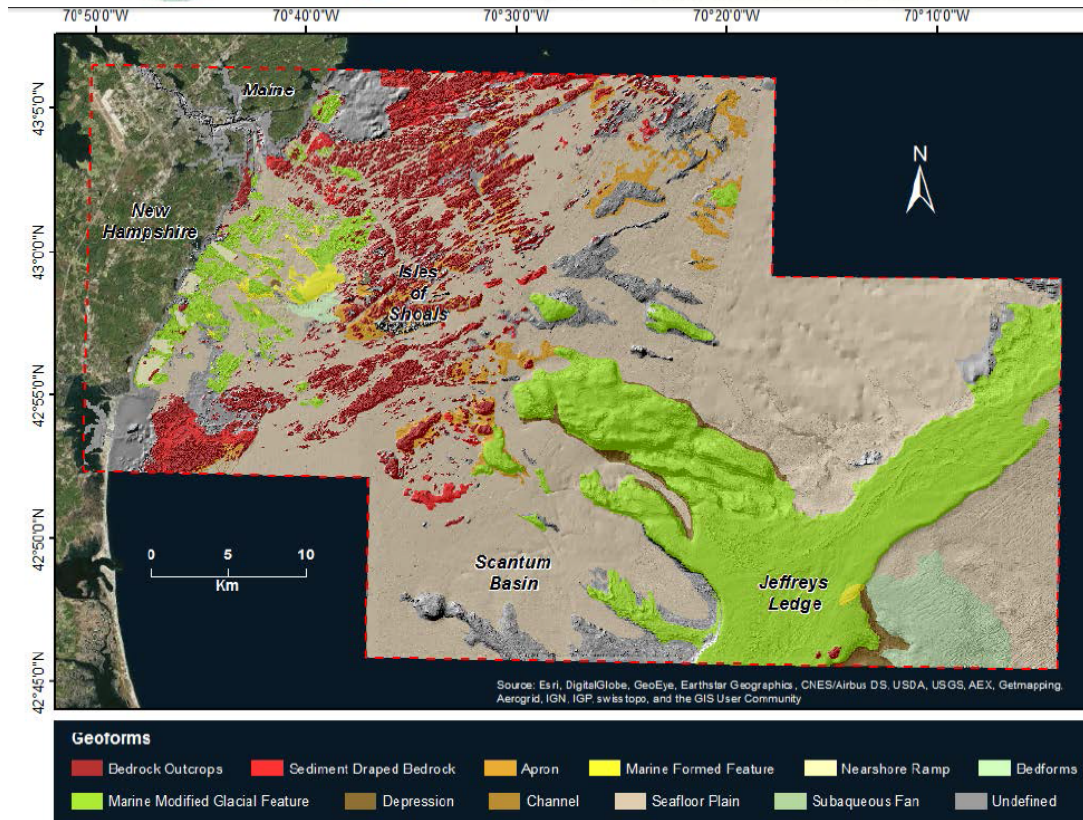 70°50'0"W 70°40'0"W 70°30'0"W 70°20'0"W 70°10'0"W
43°5'0"N
43°0'0"N
42°55'0"N
42°50'0"N
42°45'0"N
Maine
N
New
Hampshire
Isles
of
Shoals
0 5 10
Km
Scantum
Basin
Jeffreys
Ledge
Source: Esri, DigitalGlobe, GeoEye, Earthstar Geographics, CNES/Airbus DS, USDA, USGS, AEX, Getmapping,
Aerogrid, IGN, IGP, swisstopo, and the GIS User Community
Geoforms
Bedrock Outcrops Sediment Draped Bedrock Apron Marine Formed Feature Nearshore Ramp Bedforms
Marine Modified Glacial Feature Depression Channel Seafloor Plain Subaqueous Fan Undefined